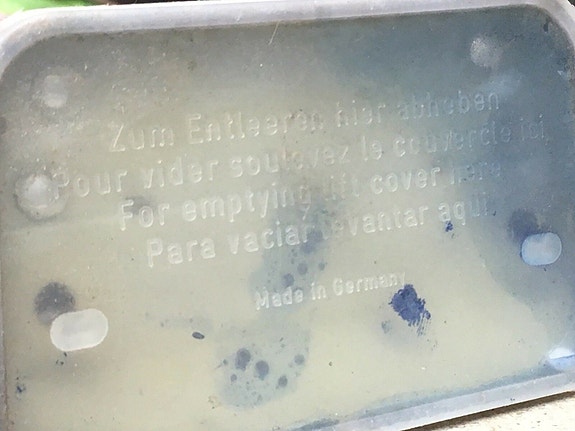 Zum Entleeren hier abheben
Pour vider soulevez le couvercle ici
For emptying lift cover here
Para vaciar levantar aqui
Made in Germany